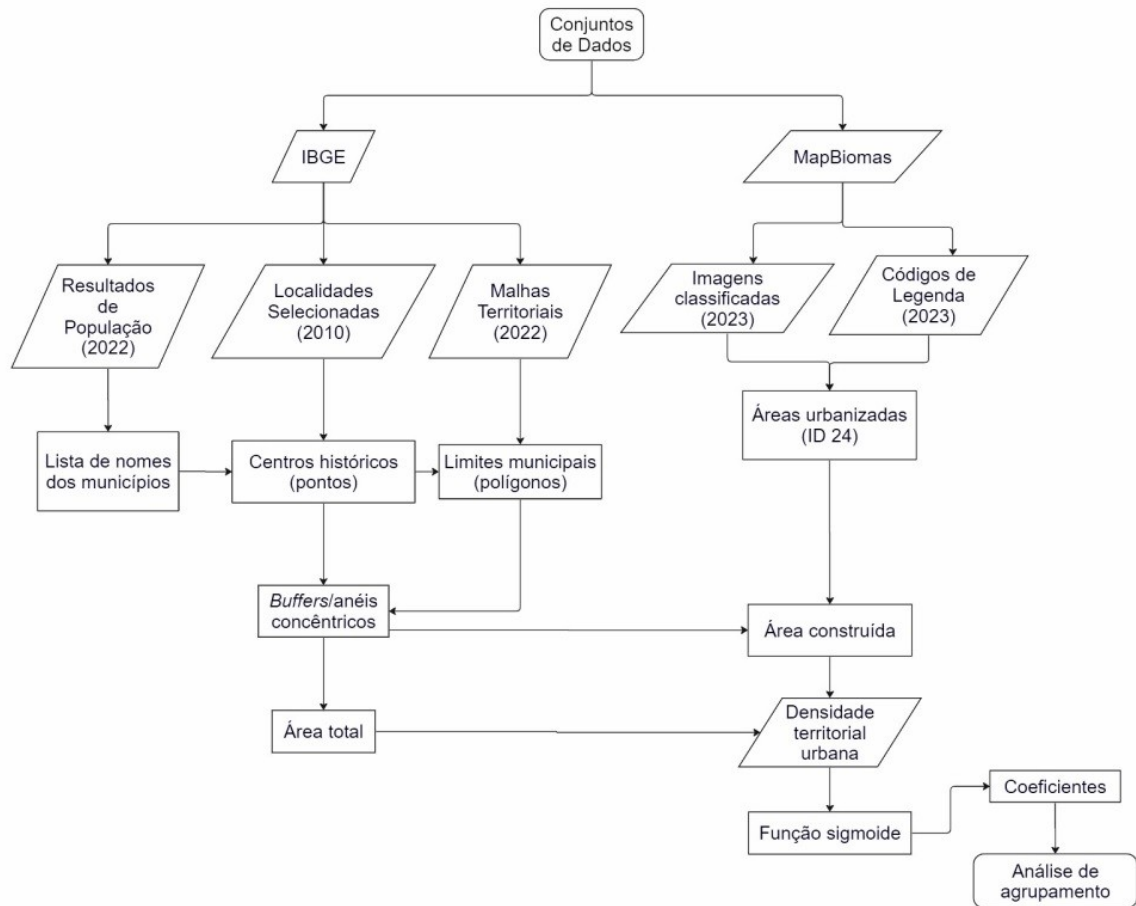 Conjuntos
de Dados
IBGE
MapBiomas
Resultados
de
População
(2022)
Localidades
Selecionadas
(2010)
Malhas
Territoriais
(2022)
Imagens
classificadas
(2023)
Códigos de
Legenda
(2023)
Áreas urbanizadas
(ID 24)
Lista de nomes
dos municípios
Centros históricos
(pontos)
Limites municipais
(polígonos)
Buffers/anéis
concêntricos
Área construída
Área total
Densidade
territorial
urbana
Função sigmoide
Coeficientes
Análise de
agrupamento